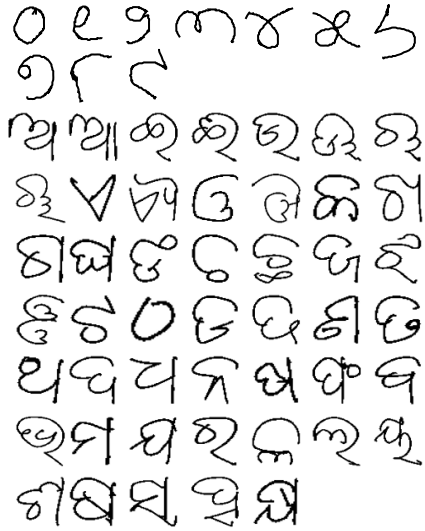 ୦ ୧ ୨ ୩ ୪ ୫ ୬
୭ ୮ ୯
ଅ ଆ ଇ ଈ ଉ ଊ ଋ
ୠ ଏ ଐ ଓ ଔ କ ଖ
ଗ ଘ ଙ ଚ ଛ ଜ ଝ
ଞ ଟ ଠ ଡ ଢ ଣ ତ
ଥ ଦ ଧ ନ ପ ଫ ବ
ଭ ମ ଯ ର ଲ ଳ
ଶ ଷ ସ ହ କ୍ଷ